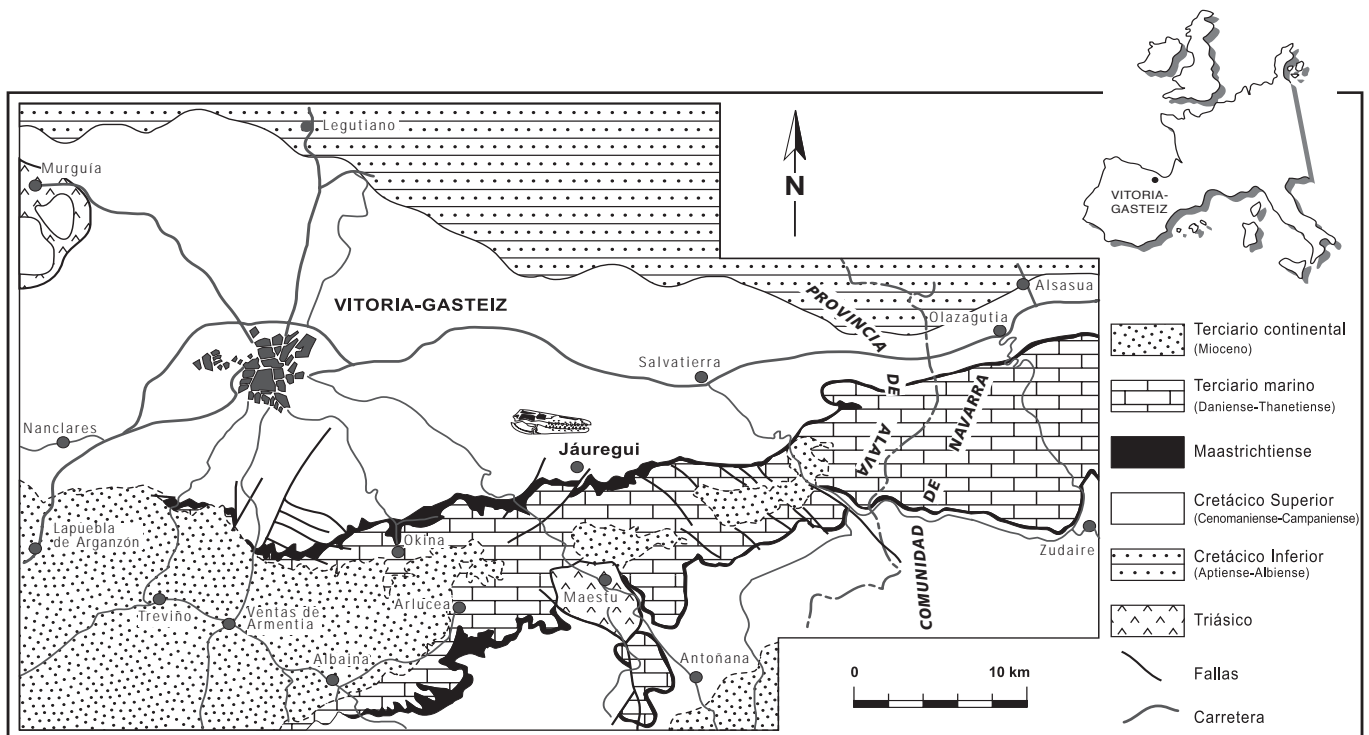 Legutiano
Murguía
N
VITORIA-
GASTEIZ
VITORIA-GASTEIZ
PROVINCIA
DE
ALAVA
Alsasua
Olazagutia
Salvatierra
COMUNIDAD
DE
NAVARRA
Nanclares
Jáuregui
Lapuebla
de Arganzón
Okina
Zudaire
Treviño
Ventas de
Armentia
Arlucea
Maestu
Albaina
Antoñana
0 10 km
Terciario continental
(Mioceno)
Terciario marino
(Daniense-Thanetiense)
Maastrichtiense
Cretácico Superior
(Cenomaniense-Campaniense)
Cretácico Inferior
(Aptiense-Albiense)
Triásico
Fallas
Carretera